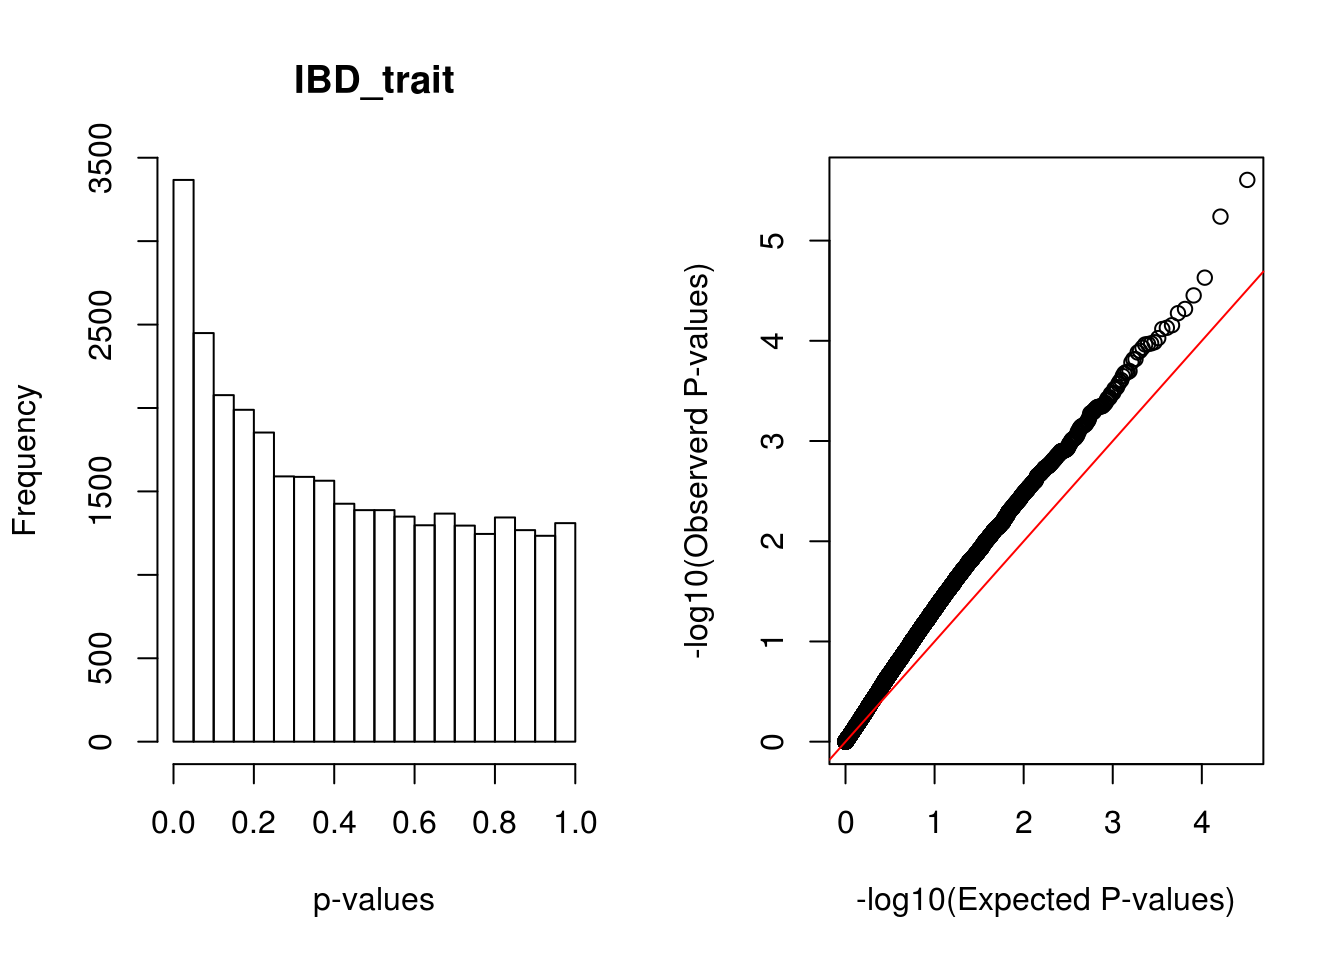 IBD_trait
Frequency
3500
2500
1500
500
0
0.0 0.2 0.4 0.6 0.8 1.0
p-values
-log10(Observerd P-values)
5
4
3
2
1
0
0 1 2 3 4
-log10(Expected P-values)